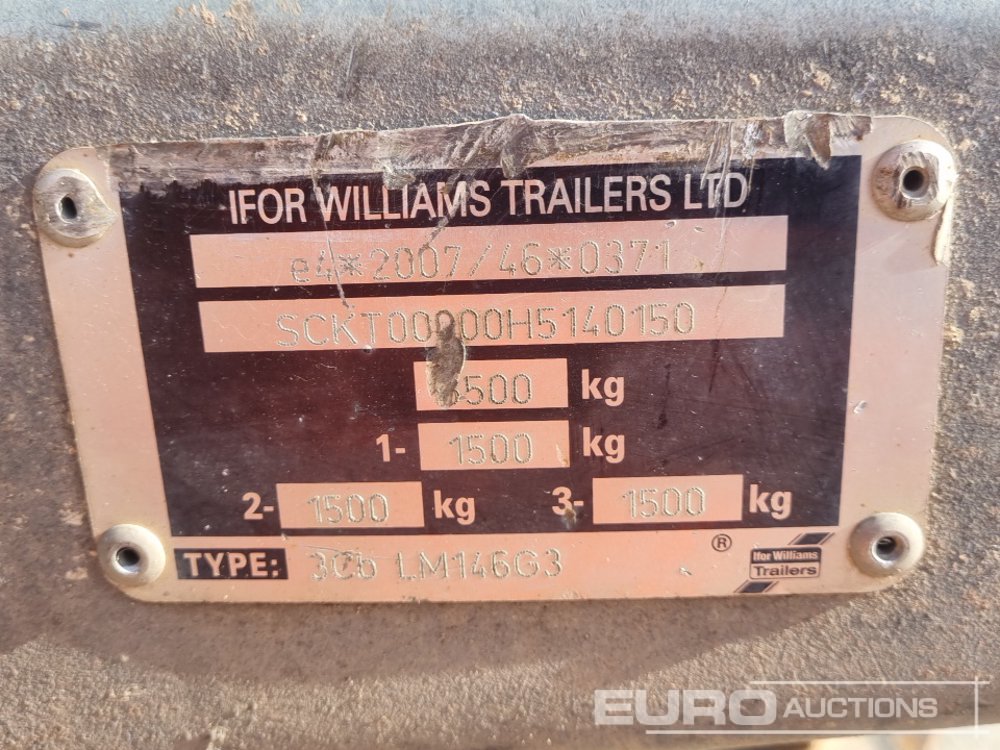 IFOR WILLIAMS TRAILERS LTD
e4*2007/46*0371
SCKT00000H5140150
kg
1- 1500 kg
2- 1500 kg 3- 1500 kg
TYPE: 3Cb LM146G3 ®
Ifor Williams
Trailers
EURO AUCTIONS